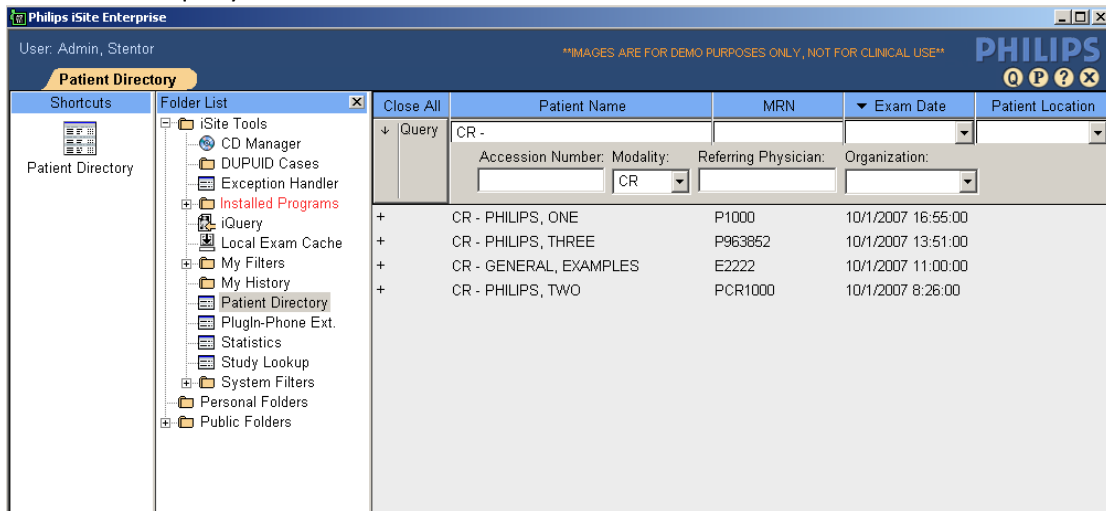 Philips iSite Enterprise
User: Admin, Stentor
**IMAGES ARE FOR DEMO PURPOSES ONLY, NOT FOR CLINICAL USE**
PHILIPS
Patient Directory
Q P ? X
Shortcuts
Patient Directory
Folder List
iSite Tools
CD Manager
DUPUID Cases
Exception Handler
Installed Programs
iQuery
Local Exam Cache
My Filters
My History
Patient Directory
PlugIn-Phone Ext.
Statistics
Study Lookup
System Filters
Personal Folders
Public Folders
Close All Patient Name MRN Exam Date Patient Location
Query CR -
Accession Number: Modality: Referring Physician: Organization:
CR
+ CR - PHILIPS, ONE P1000 10/1/2007 16:55:00
+ CR - PHILIPS, THREE P963852 10/1/2007 13:51:00
+ CR - GENERAL, EXAMPLES E2222 10/1/2007 11:00:00
+ CR - PHILIPS, TWO PCR1000 10/1/2007 8:26:00